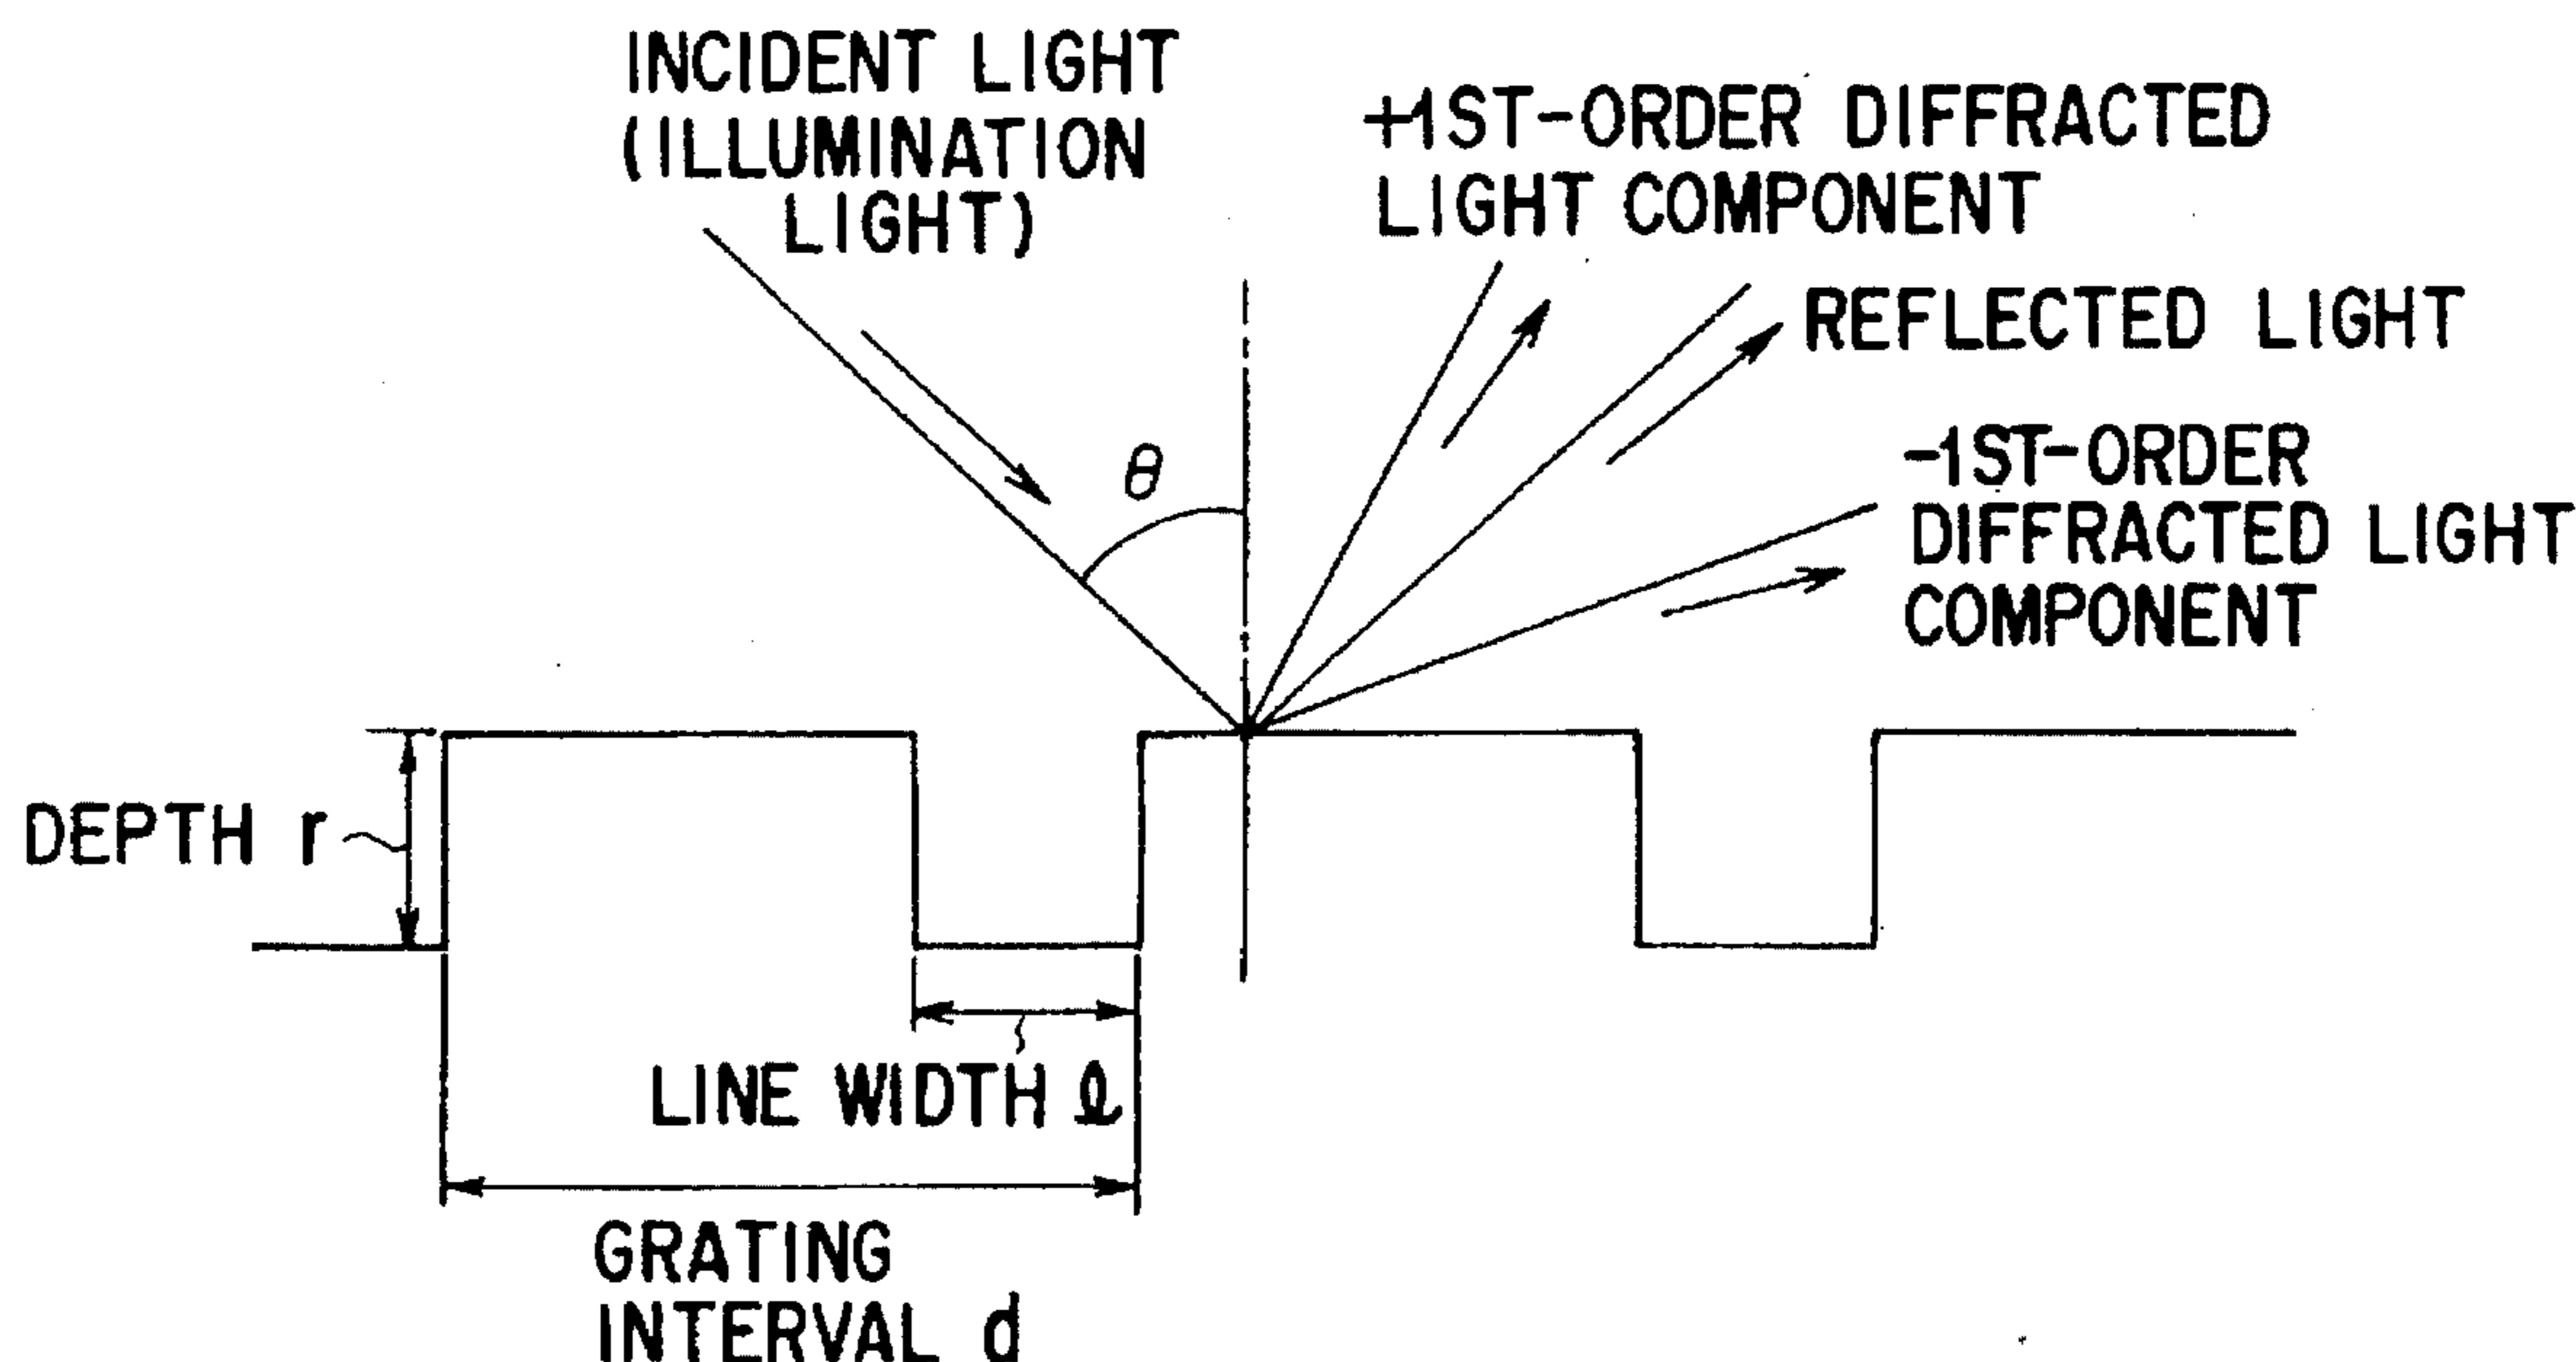 INCIDENT LIGHT
(ILLUMINATION
LIGHT)
+1ST-ORDER DIFFRACTED
LIGHT COMPONENT
REFLECTED LIGHT
-1ST-ORDER
DIFFRACTED LIGHT
COMPONENT
θ
DEPTH r
LINE WIDTH ℓ
GRATING
INTERVAL d